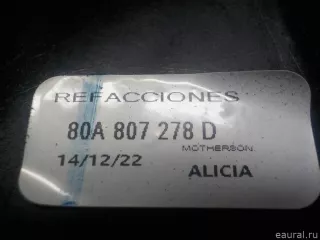 REFACCIONES
80A 807 278 D
MOTHERSON
14/12/22
ALICIA
eaural.ru